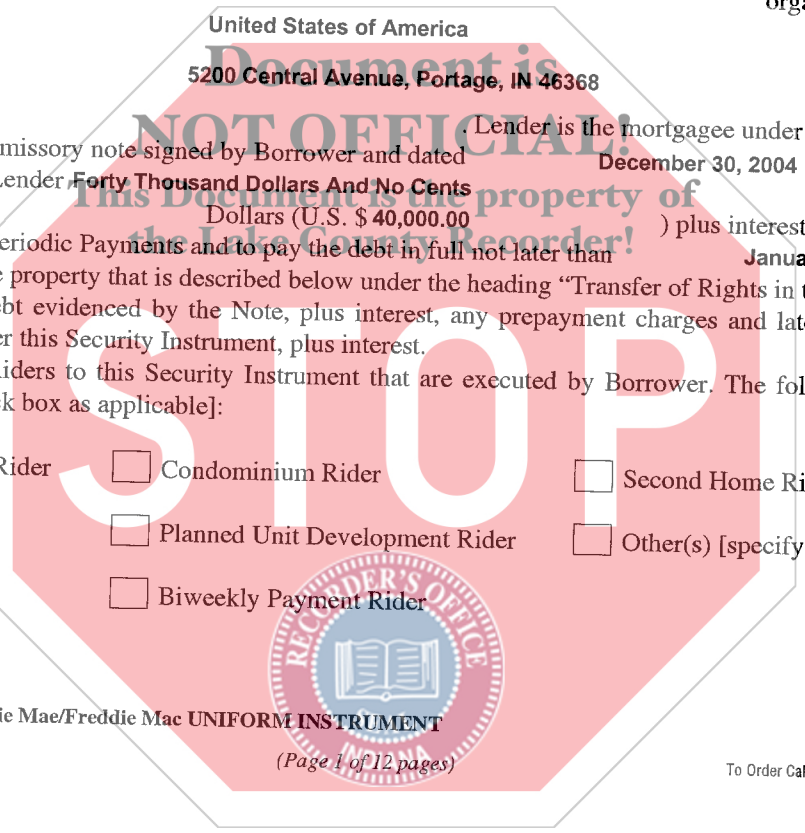 orga
United States of America
Document is
5200 Central Avenue, Portage, IN 46368
NOT OFFICIAL!
. Lender is the mortgagee under
missory note signed by Borrower and dated
December 30, 2004
Lender Forty Thousand Dollars And No Cents
This Document is the property of
Dollars (U.S. $ 40,000.00 ) plus interest
the Lake County Recorder!
eriodic Payments and to pay the debt in full not later than
Janua
e property that is described below under the heading “Transfer of Rights in t
ebt evidenced by the Note, plus interest, any prepayment charges and late
er this Security Instrument, plus interest.
iders to this Security Instrument that are executed by Borrower. The fol
k box as applicable]:
STOP
Rider
Condominium Rider
Second Home Ri
Planned Unit Development Rider
Other(s) [specify
Biweekly Payment Rider
RECORDER'S OFFICE
SEAL
INDIANA
ie Mae/Freddie Mac UNIFORM INSTRUMENT
(Page 1 of 12 pages)
To Order Cal